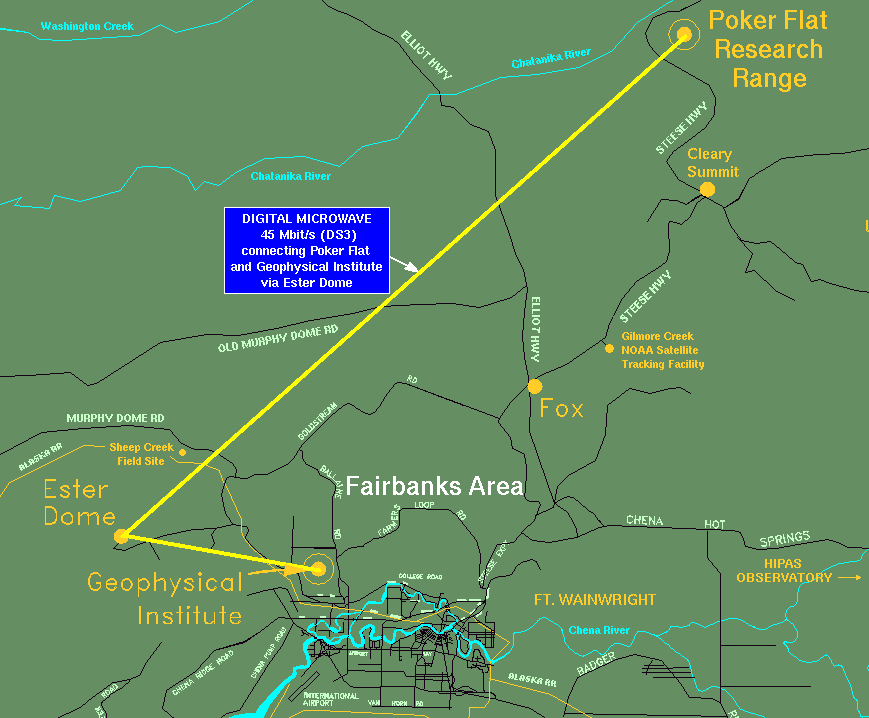 Washington Creek
ELLIOT HWY
Chatanika River
Poker Flat
Research
Range
STEESE HWY
Cleary
Summit
Chatanika River
DIGITAL MICROWAVE
45 Mbit/s (DS3)
connecting Poker Flat
and Geophysical Institute
via Ester Dome
STEESE HWY
ELLIOT HWY
OLD MURPHY DOME RD
Gilmore Creek
NOAA Satellite
Tracking Facility
RD
GOLDSTREAM
Fox
MURPHY DOME RD
ALASKA RR
Sheep Creek
Field Site
Ester
Dome
Fairbanks Area
RD
FARMERS
LOOP
RD
CHENA
HOT
SPRINGS
Geophysical
Institute
COLLEGE ROAD
HIPAS
OBSERVATORY
FT. WAINWRIGHT
Chena River
CHENA PUMP ROAD
CHENA RIDGE ROAD
AIRPORT
WAY
BADGER
ALASKA RR
ROAD
INTERNATIONAL
AIRPORT
VAN HORN RD